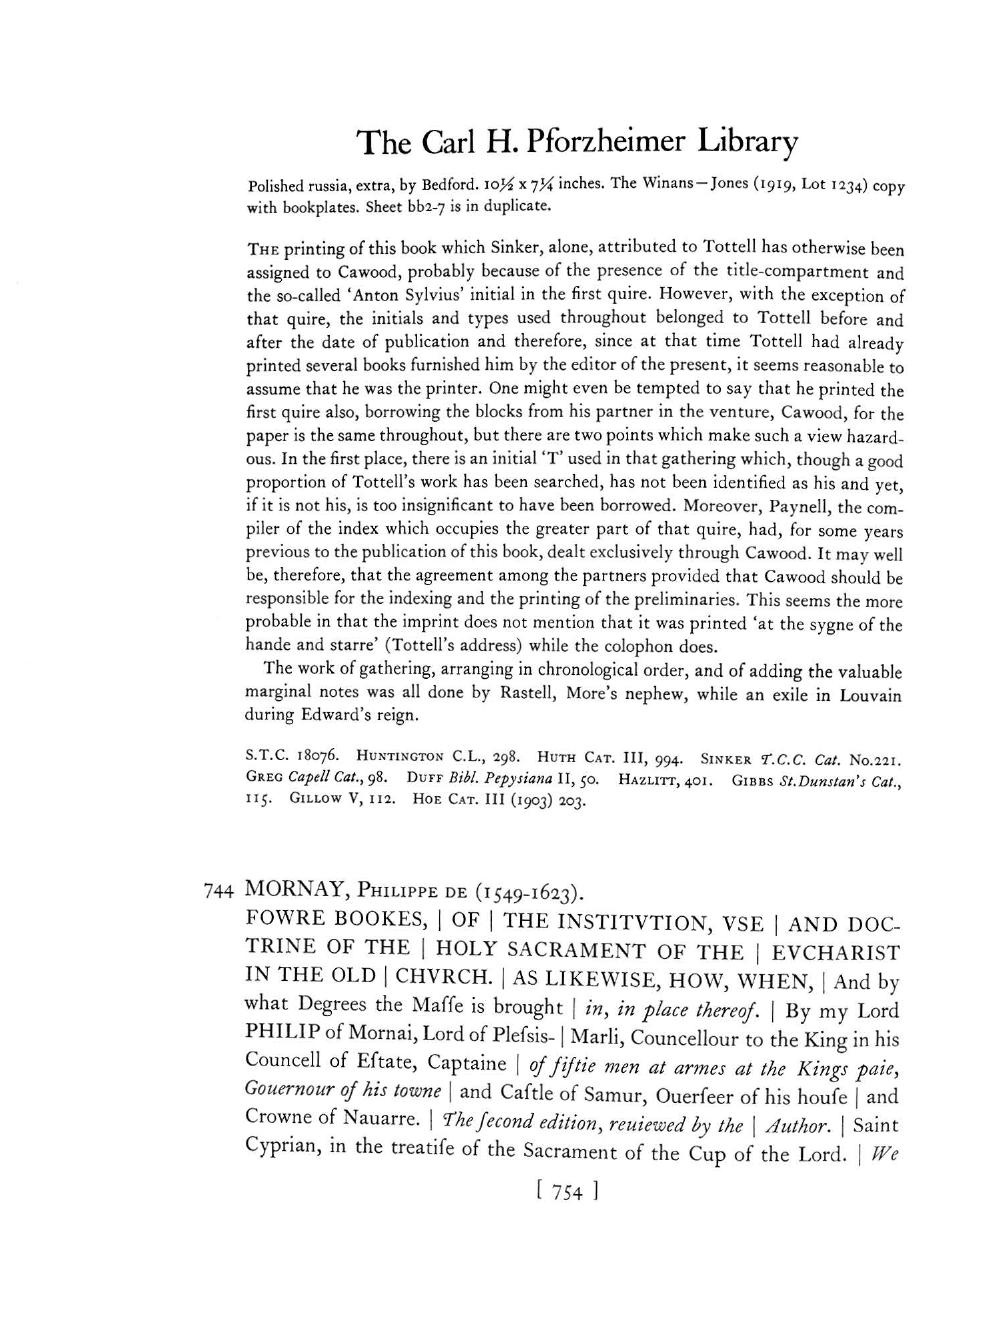 The Carl H. Pforzheimer Library
Polished russia, extra, by Bedford. 10½ x 7¼ inches. The Winans—Jones (1919, Lot 1234) copy
with bookplates. Sheet bb2-7 is in duplicate.
THE printing of this book which Sinker, alone, attributed to Tottell has otherwise been
assigned to Cawood, probably because of the presence of the title-compartment and
the so-called ‘Anton Sylvius’ initial in the first quire. However, with the exception of
that quire, the initials and types used throughout belonged to Tottell before and
after the date of publication and therefore, since at that time Tottell had already
printed several books furnished him by the editor of the present, it seems reasonable to
assume that he was the printer. One might even be tempted to say that he printed the
first quire also, borrowing the blocks from his partner in the venture, Cawood, for the
paper is the same throughout, but there are two points which make such a view hazard-
ous. In the first place, there is an initial ‘T’ used in that gathering which, though a good
proportion of Tottell’s work has been searched, has not been identified as his and yet,
if it is not his, is too insignificant to have been borrowed. Moreover, Paynell, the com-
piler of the index which occupies the greater part of that quire, had, for some years
previous to the publication of this book, dealt exclusively through Cawood. It may well
be, therefore, that the agreement among the partners provided that Cawood should be
responsible for the indexing and the printing of the preliminaries. This seems the more
probable in that the imprint does not mention that it was printed ‘at the sygne of the
hande and starre’ (Tottell’s address) while the colophon does.
The work of gathering, arranging in chronological order, and of adding the valuable
marginal notes was all done by Rastell, More’s nephew, while an exile in Louvain
during Edward’s reign.
S.T.C. 18076. HUNTINGTON C.L., 298. HUTH CAT. III, 994. SINKER T.C.C. Cat. No.221.
GREG Capell Cat., 98. DUFF Bibl. Pepysiana II, 50. HAZLITT, 401. GIBBS St.Dunstan’s Cat.,
115. GILLOW V, 112. HOE CAT. III (1903) 203.
744 MORNAY, PHILIPPE DE (1549-1623).
FOWRE BOOKES, | OF | THE INSTITVTION, VSE | AND DOC-
TRINE OF THE | HOLY SACRAMENT OF THE | EVCHARIST
IN THE OLD | CHVRCH. | AS LIKEWISE, HOW, WHEN, | And by
what Degrees the Maſſe is brought | in, in place thereof. | By my Lord
PHILIP of Mornai, Lord of Pleſsis- | Marli, Councellour to the King in his
Councell of Eſtate, Captaine | of fiftie men at armes at the Kings paie,
Gouernour of his towne | and Caſtle of Samur, Ouerſeer of his houſe | and
Crowne of Nauarre. | The ſecond edition, reuiewed by the | Author. | Saint
Cyprian, in the treatiſe of the Sacrament of the Cup of the Lord. | We
[ 754 ]